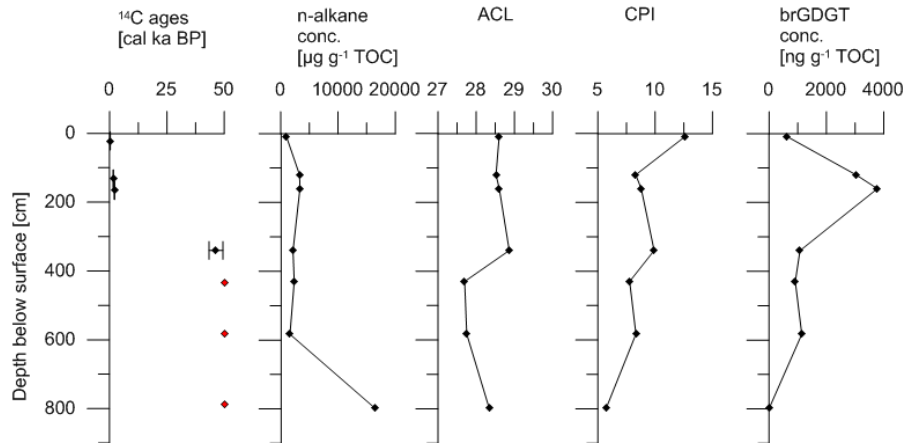 ¹⁴C ages
[cal ka BP]
n-alkane
conc.
[µg g⁻¹ TOC]
ACL
CPI
brGDGT
conc.
[ng g⁻¹ TOC]
0 25 50
0 10000 20000
27 28 29 30
5 10 15
0 2000 4000
Depth below surface [cm]
0
200
400
600
800